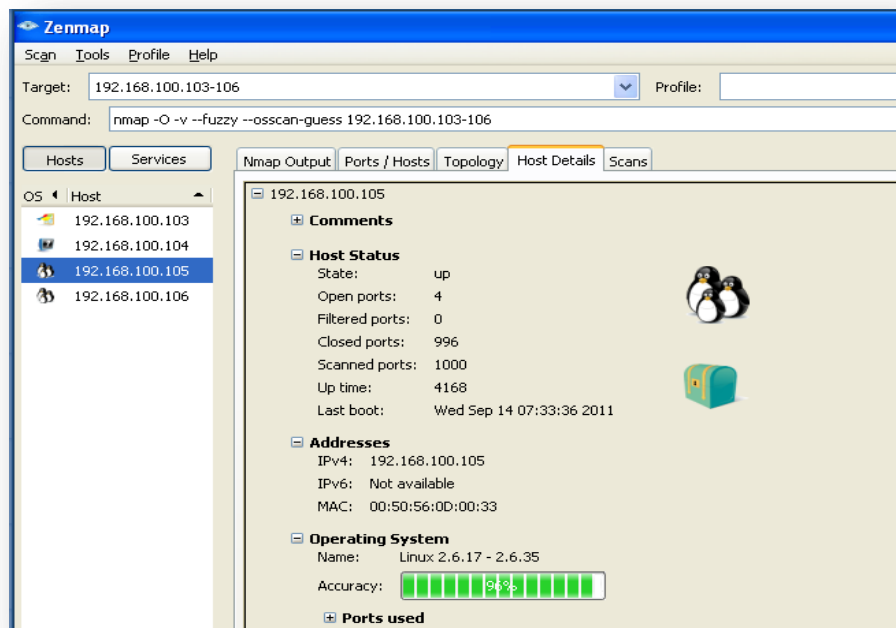 Zenmap
Scan Tools Profile Help
Target: 192.168.100.103-106 Profile:
Command: nmap -O -v --fuzzy --osscan-guess 192.168.100.103-106
Hosts Services
Nmap Output Ports / Hosts Topology Host Details Scans
OS Host
192.168.100.103
192.168.100.104
192.168.100.105
192.168.100.106
192.168.100.105
Comments
Host Status
State: up
Open ports: 4
Filtered ports: 0
Closed ports: 996
Scanned ports: 1000
Up time: 4168
Last boot: Wed Sep 14 07:33:36 2011
Addresses
IPv4: 192.168.100.105
IPv6: Not available
MAC: 00:50:56:0D:00:33
Operating System
Name: Linux 2.6.17 - 2.6.35
Accuracy: 96%
Ports used